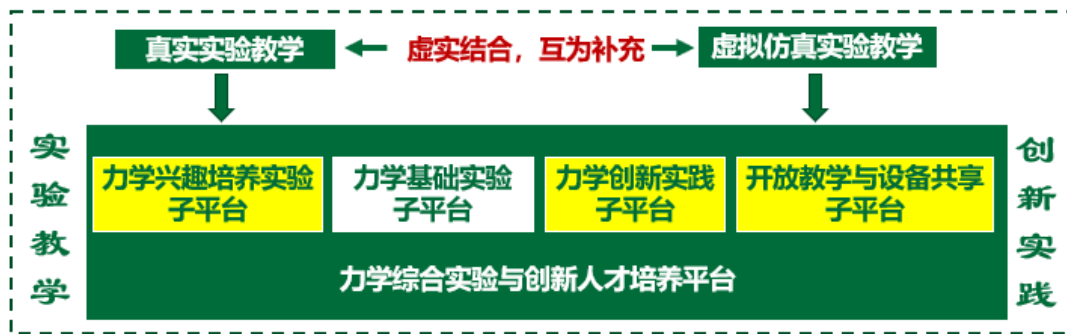 真实实验教学
虚实结合，互为补充
虚拟仿真实验教学
实验教学
力学兴趣培养实验
子平台
力学基础实验
子平台
力学创新实践
子平台
开放教学与设备共享
子平台
力学综合实验与创新人才培养平台
创新实践